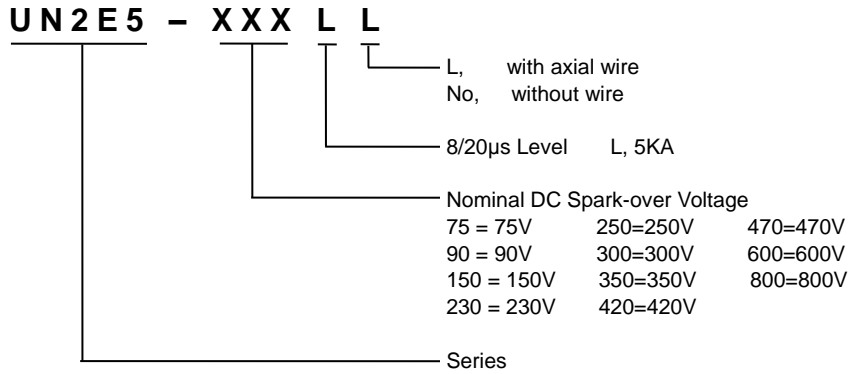 UN2E5 – XXX L L
L, with axial wire
No, without wire
8/20μs Level L, 5KA
Nominal DC Spark-over Voltage
75 = 75V 250=250V 470=470V
90 = 90V 300=300V 600=600V
150 = 150V 350=350V 800=800V
230 = 230V 420=420V
Series